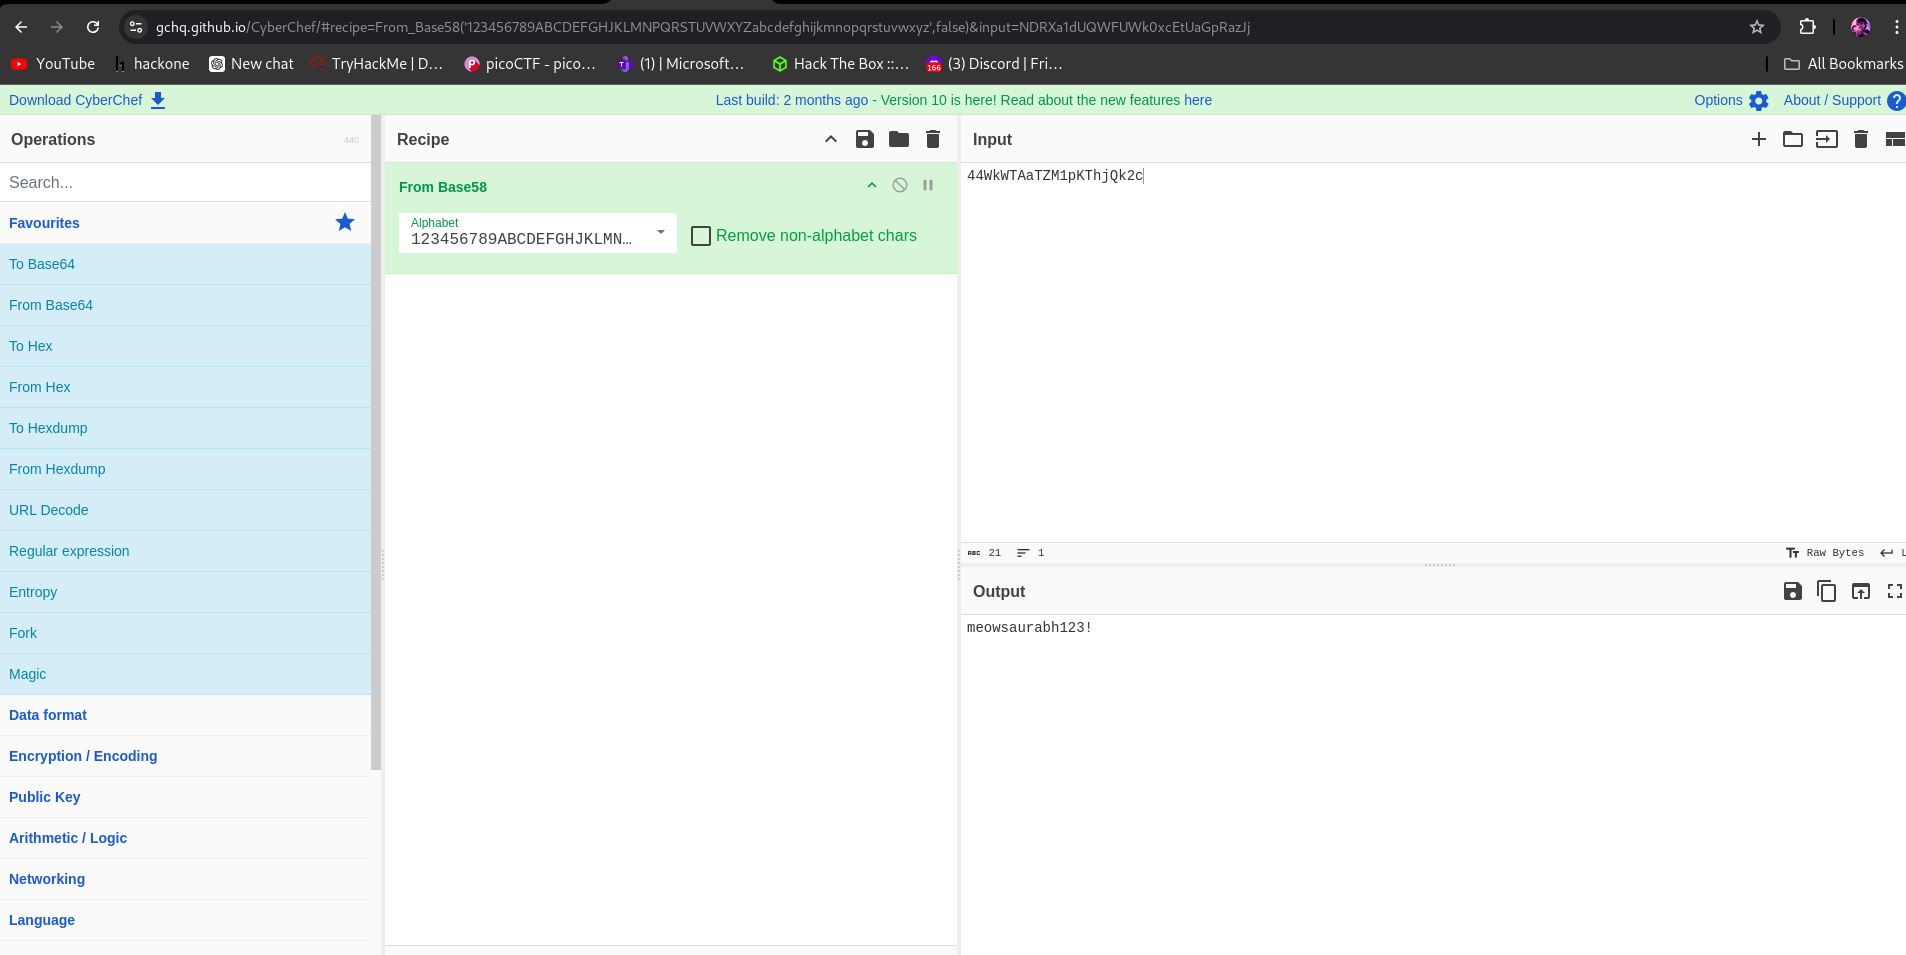 gchq.github.io/CyberChef/#recipe=From_Base58('123456789ABCDEFGHJKLMNPQRSTUVWXYZabcdefghijkmnopqrstuvwxyz',false)&input=NDRXa1dUQWFUWk0xcEtUaGpRazJj
YouTube hackone New chat TryHackMe | D... picoCTF - pico... (1) | Microsoft... Hack The Box ::... 166 (3) Discord | Fri... All Bookmarks
Download CyberChef Last build: 2 months ago - Version 10 is here! Read about the new features here Options About / Support ?
Operations 440
Search...
Favourites
To Base64
From Base64
To Hex
From Hex
To Hexdump
From Hexdump
URL Decode
Regular expression
Entropy
Fork
Magic
Data format
Encryption / Encoding
Public Key
Arithmetic / Logic
Networking
Language
Recipe
From Base58
Alphabet
123456789ABCDEFGHJKLMN...
Remove non-alphabet chars
Input
44WkWTAaTZM1pKThjQk2c
ABC 21 1 Tт Raw Bytes L
Output
meowsaurabh123!